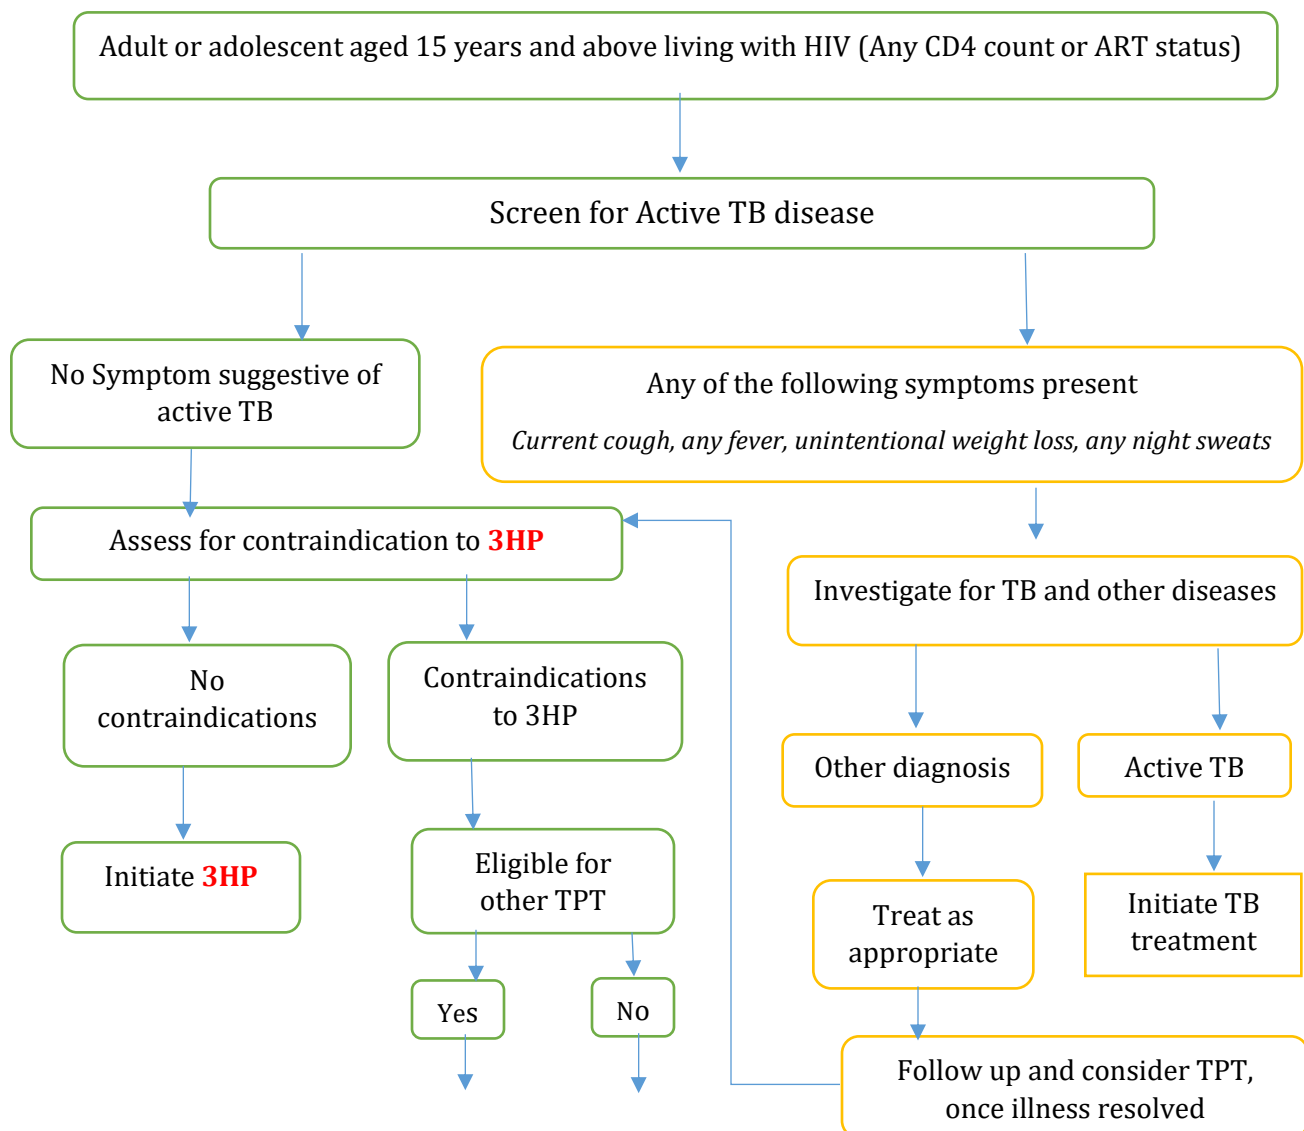 Adult or adolescent aged 15 years and above living with HIV (Any CD4 count or ART status)
Screen for Active TB disease
No Symptom suggestive of
active TB
Any of the following symptoms present
Current cough, any fever, unintentional weight loss, any night sweats
Assess for contraindication to 3HP
Investigate for TB and other diseases
No
contraindications
Contraindications
to 3HP
Other diagnosis
Active TB
Initiate 3HP
Eligible for
other TPT
Treat as
appropriate
Initiate TB
treatment
Yes
No
Follow up and consider TPT,
once illness resolved